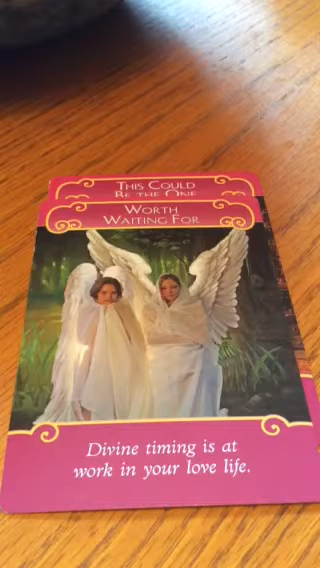 This Could
Be the One
Worth
Waiting For
Divine timing is at
work in your love life.